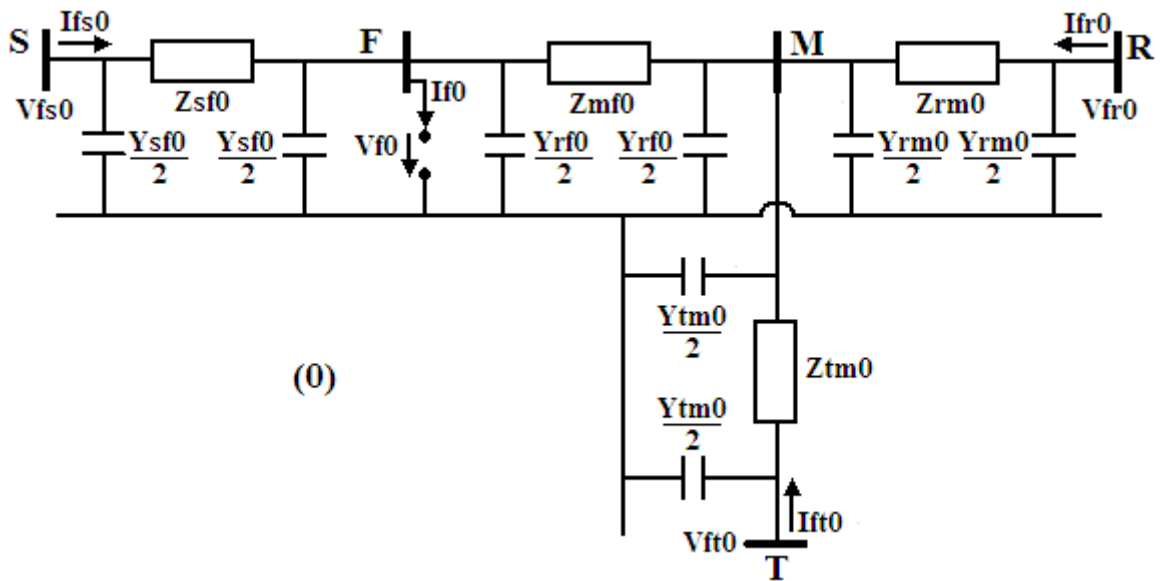 Ifs0
S
F
M
Ifr0
R
Vfs0
Zsf0
If0
Zmf0
Zrm0
Vfr0
Ysf0
2
Ysf0
2
Vf0
Yrf0
2
Yrf0
2
Yrm0
2
Yrm0
2
Ytm0
2
Ztm0
(0)
Ytm0
2
Ift0
Vft0
T